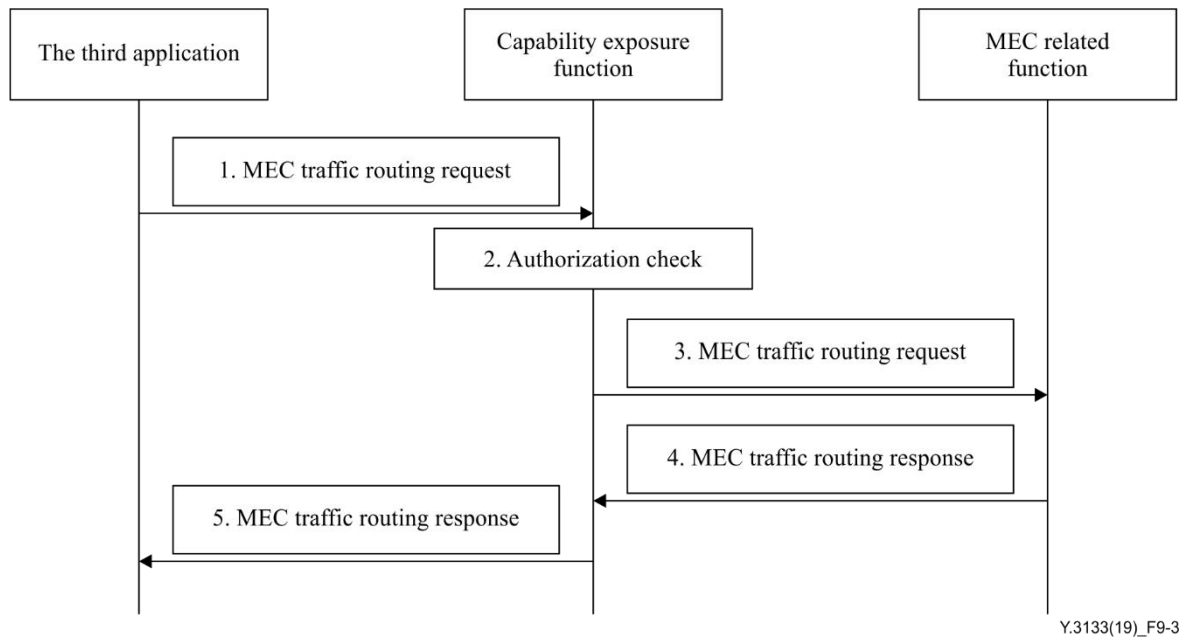 The third application
Capability exposure
function
MEC related
function
1. MEC traffic routing request
2. Authorization check
3. MEC traffic routing request
4. MEC traffic routing response
5. MEC traffic routing response
Y.3133(19)_F9-3